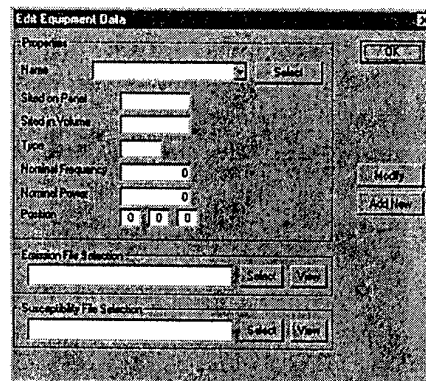 Edit Equipment Data
Properties
OK
Name Select
Sited on Panel
Sited in Volume
Type
Nominal Frequency 0
Modify
Nominal Power 0
Add New
Position 0 0 0
Emission File Selection
Select View
Susceptibility File Selection
Select View